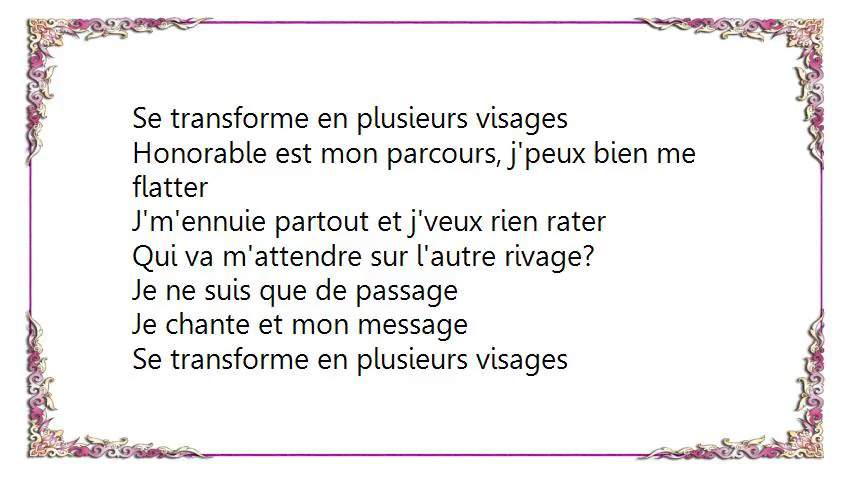 Se transforme en plusieurs visages
Honorable est mon parcours, j'peux bien me
flatter
J'm'ennuie partout et j'veux rien rater
Qui va m'attendre sur l'autre rivage?
Je ne suis que de passage
Je chante et mon message
Se transforme en plusieurs visages